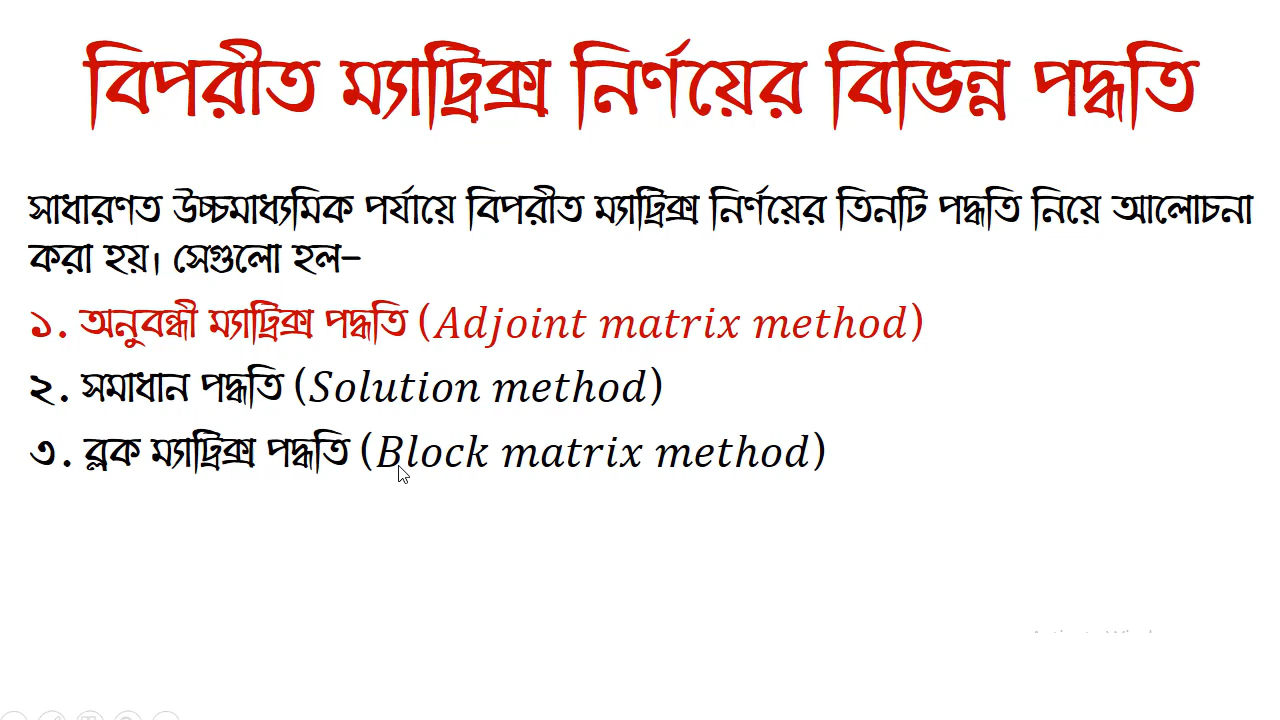 বিপরীত ম্যাট্রিক্স নির্ণয়ের বিভিন্ন পদ্ধতি
সাধারণত উচ্চমাধ্যমিক পর্যায়ে বিপরীত ম্যাট্রিক্স নির্ণয়ের তিনটি পদ্ধতি নিয়ে আলোচনা
করা হয়। সেগুলো হল–
১. অনুবন্ধী ম্যাট্রিক্স পদ্ধতি (Adjoint matrix method)
২. সমাধান পদ্ধতি (Solution method)
৩. ব্লক ম্যাট্রিক্স পদ্ধতি (Block matrix method)